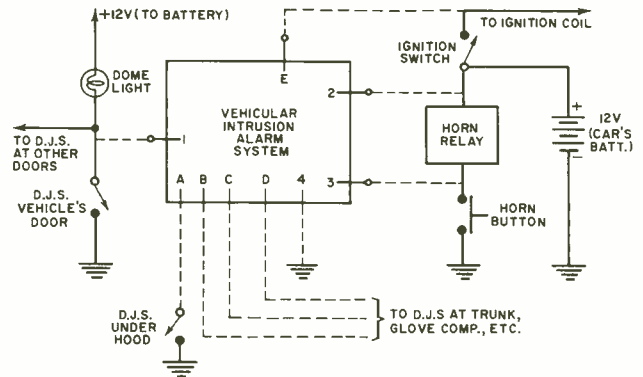 +12V (TO BATTERY)
TO IGNITION COIL
IGNITION
SWITCH
DOME
LIGHT
E
2
VEHICULAR
INTRUSION
ALARM
SYSTEM
1
HORN
RELAY
+
12V
(CAR'S
BATT.)
-
TO D.J.S.
AT OTHER
DOORS
D.J.S.
VEHICLE'S
DOOR
A B C D 4
3
HORN
BUTTON
D.J.S.
UNDER
HOOD
TO D.J.S AT TRUNK,
GLOVE COMP., ETC.